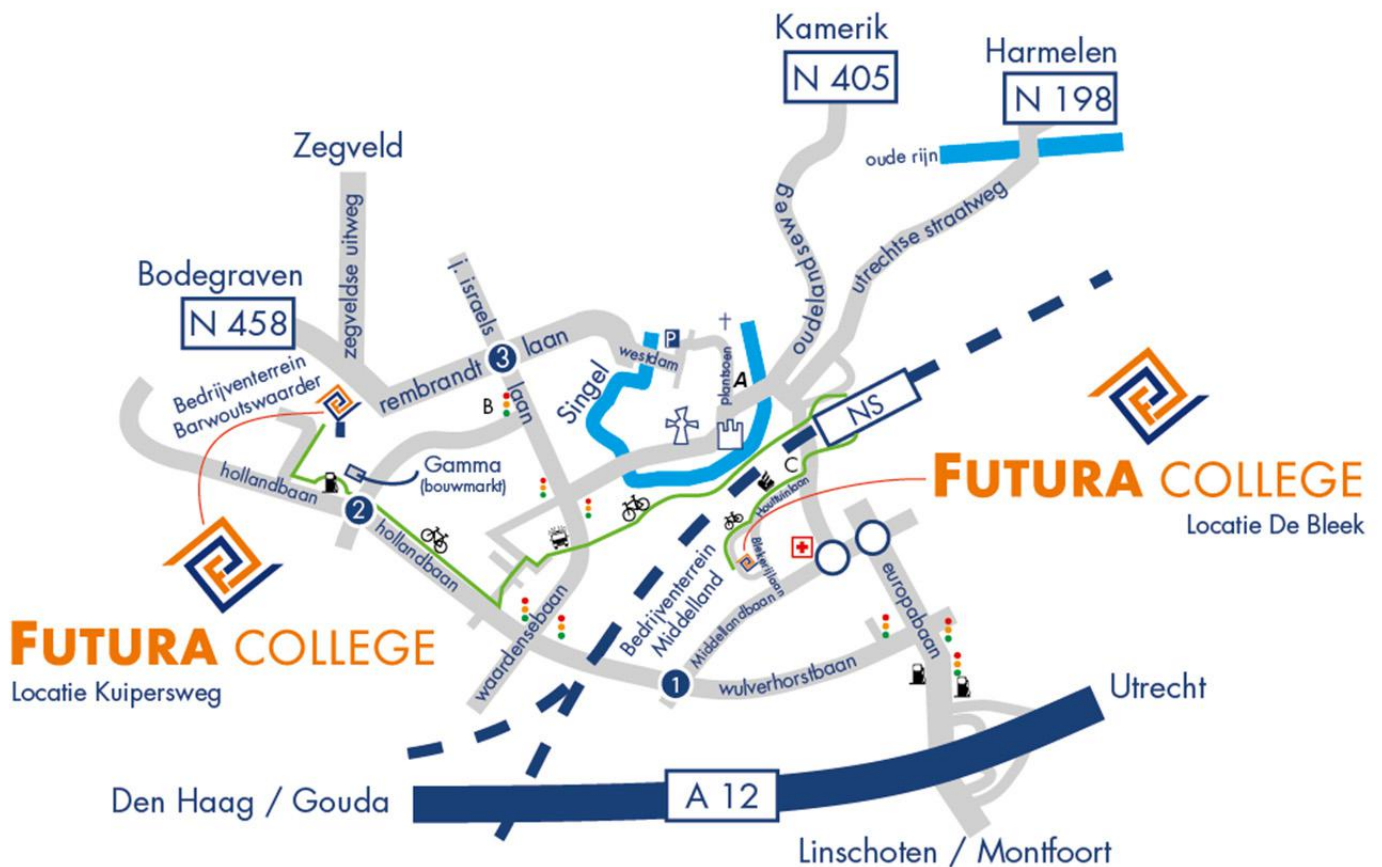 Kamerik
N 405
Harmelen
N 198
oude rijn
Zegveld
zegveldse uitweg
Bodegraven
N 458
j. israels
laan
oudelandseweg
utrechtse straatweg
rembrandt
3
laan
P
westdam
plantsoen
A
Singel
NS
Bedrijventerrein
Barwoutswaarder
B
C
Gamma
(bouwmarkt)
hollandbaan
2
hollandbaan
Houttuinlaan
Blekerijlaan
FUTURA COLLEGE
Locatie De Bleek
FUTURA COLLEGE
Locatie Kuipersweg
waardensebaan
Bedrijventerrein
Middelland
Middellandbaan
europabaan
1
wulverhorstbaan
Utrecht
Den Haag / Gouda
A 12
Linschoten / Montfoort